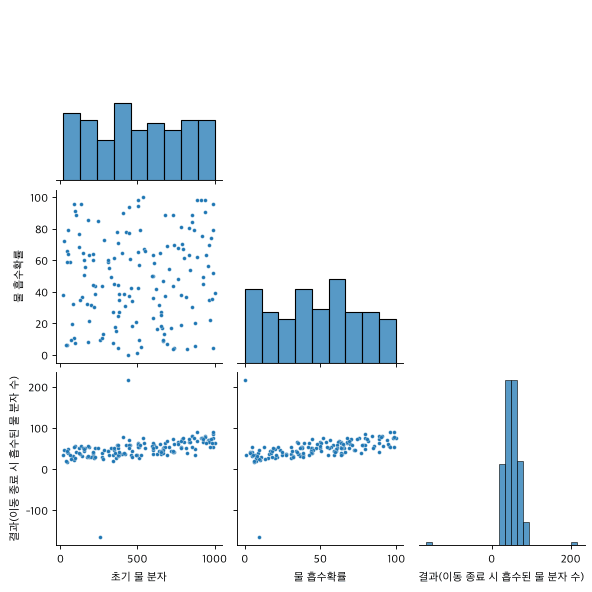 100
80
60
40
20
0
물 흡수확률
200
100
0
-100
결과(이동 종료 시 흡수된 물 분자 수)
0 500 1000
초기 물 분자
0 50 100
물 흡수확률
0 200
결과(이동 종료 시 흡수된 물 분자 수)